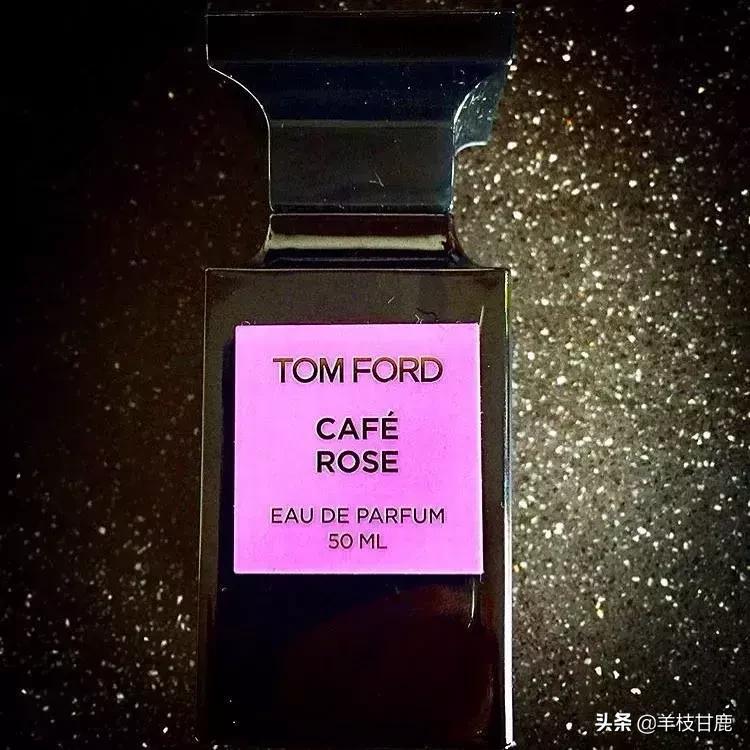 TOM FORD
CAFÉ
ROSE
EAU DE PARFUM
50 ML
头条 @羊枝甘鹿